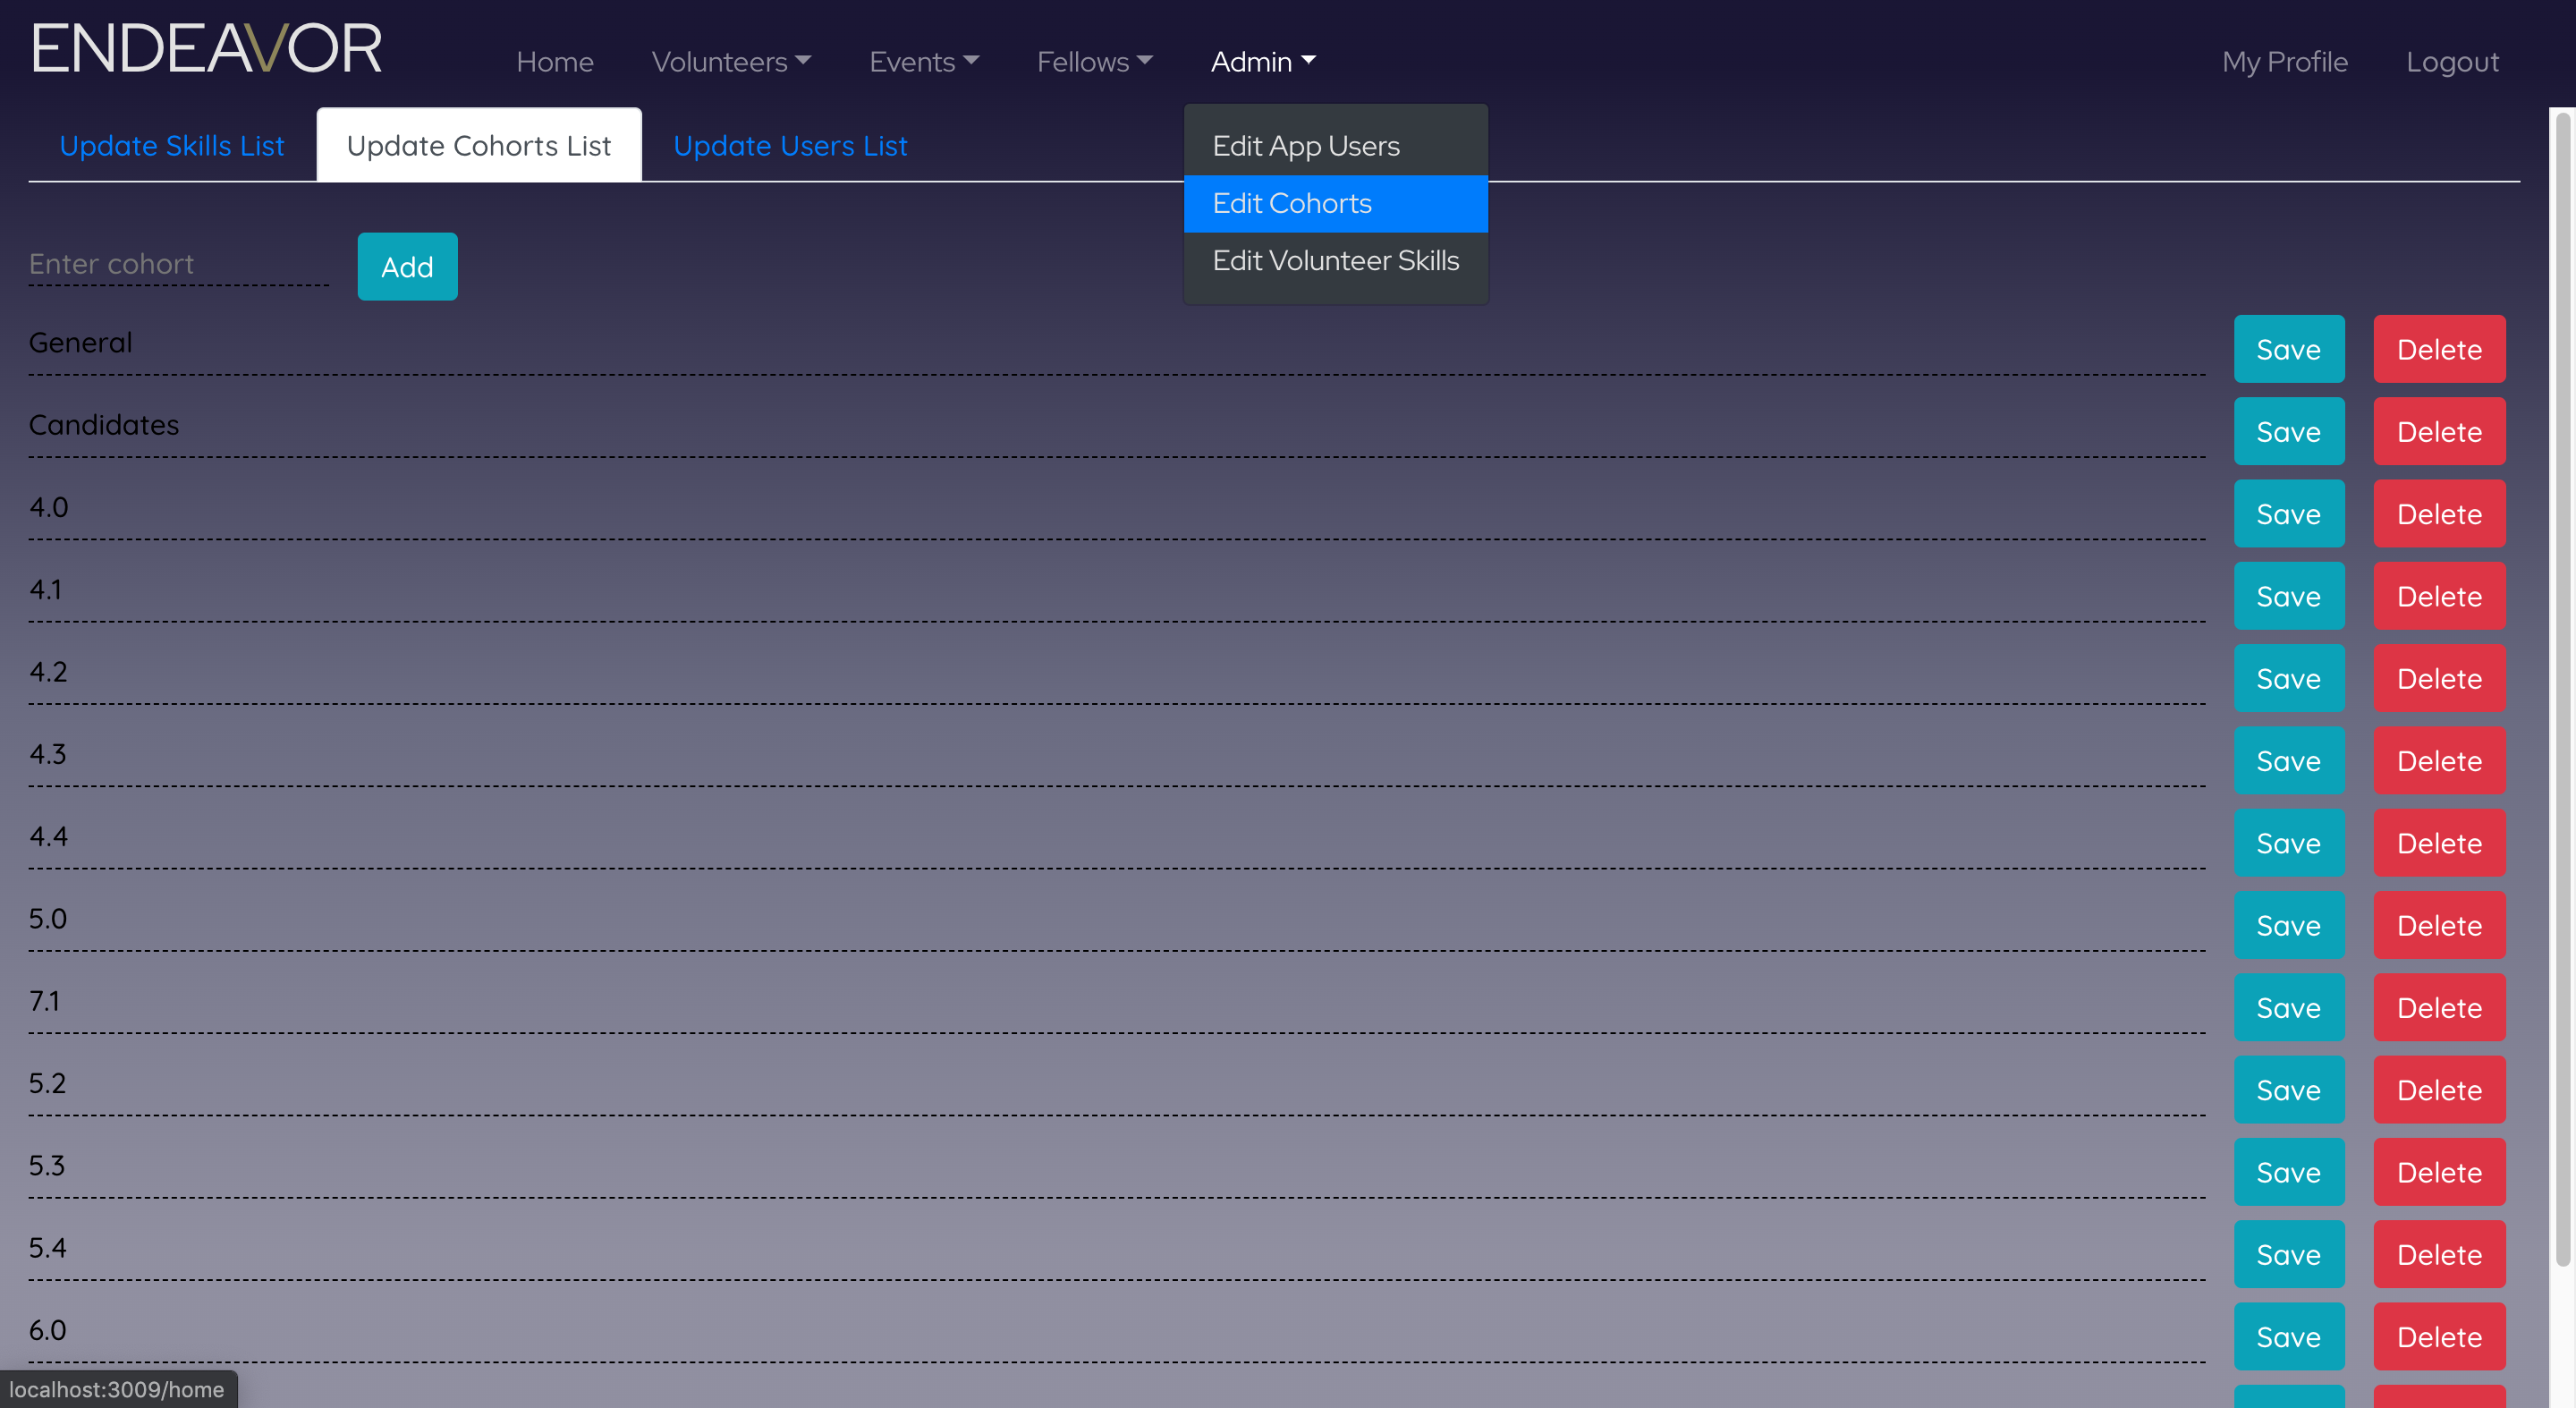 ENDEAVOR
Home Volunteers Events Fellows Admin My Profile Logout
Update Skills List Update Cohorts List Update Users List
Edit App Users
Edit Cohorts
Edit Volunteer Skills
Enter cohort Add
General Save Delete
Candidates Save Delete
4.0 Save Delete
4.1 Save Delete
4.2 Save Delete
4.3 Save Delete
4.4 Save Delete
5.0 Save Delete
7.1 Save Delete
5.2 Save Delete
5.3 Save Delete
5.4 Save Delete
6.0 Save Delete
localhost:3009/home